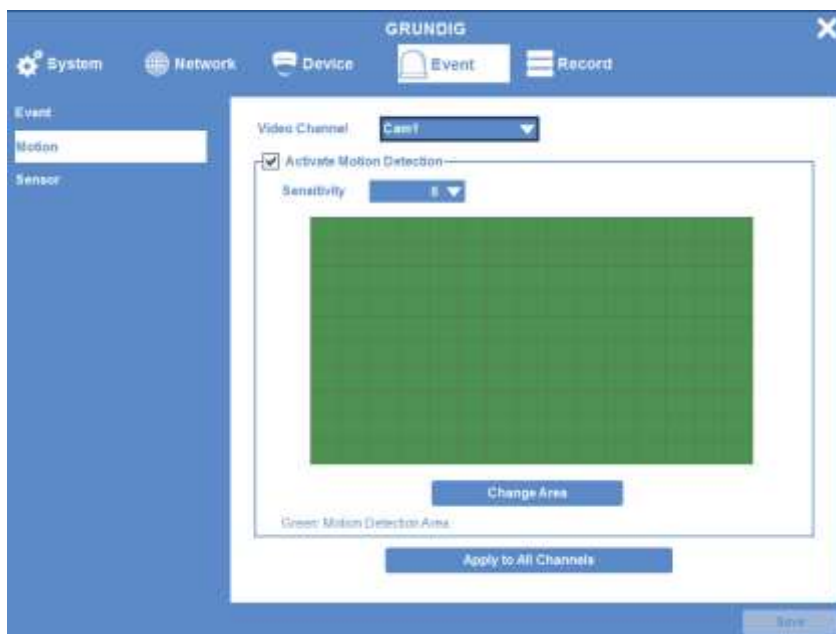 GRUNDIG
System Network Device Event Record
Event
Motion
Sensor
Video Channel Cam1
Activate Motion Detection
Sensitivity
Change Area
Green: Motion Detection Area
Apply to All Channels
Save